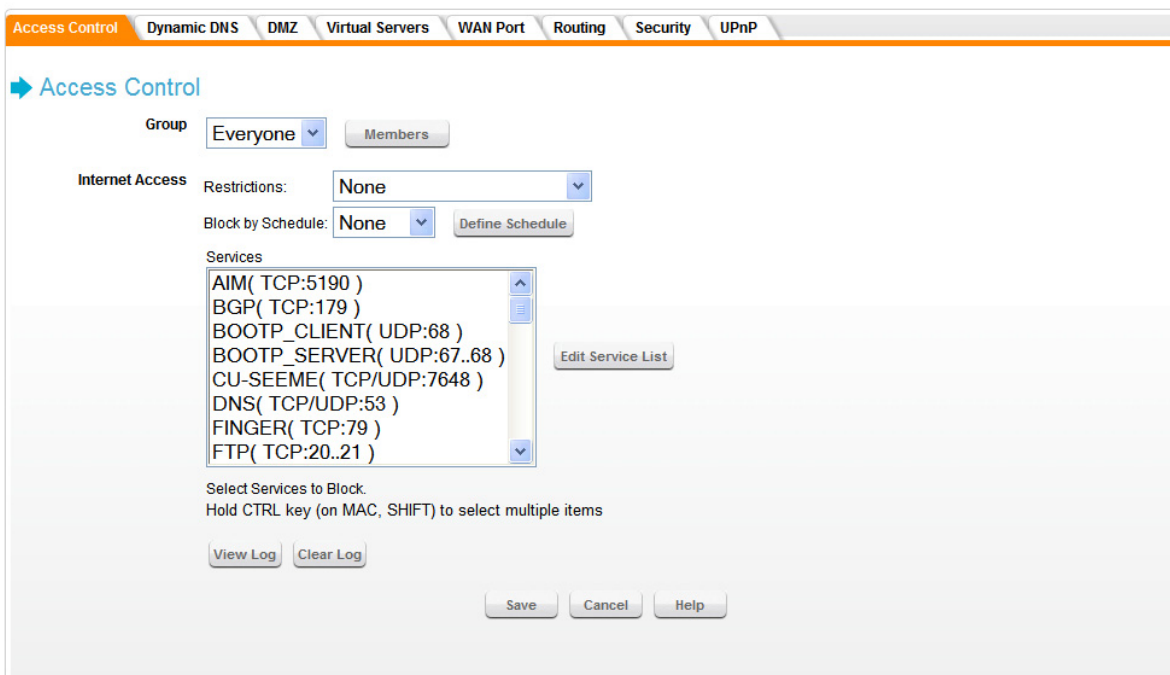 Access Control Dynamic DNS DMZ Virtual Servers WAN Port Routing Security UPnP
Access Control
Group Everyone Members
Internet Access Restrictions: None
Block by Schedule: None Define Schedule
Services
AIM( TCP:5190 )
BGP( TCP:179 )
BOOTP_CLIENT( UDP:68 )
BOOTP_SERVER( UDP:67..68 )
CU-SEEME( TCP/UDP:7648 )
Edit Service List
DNS( TCP/UDP:53 )
FINGER( TCP:79 )
FTP( TCP:20..21 )
Select Services to Block.
Hold CTRL key (on MAC, SHIFT) to select multiple items
View Log Clear Log
Save Cancel Help